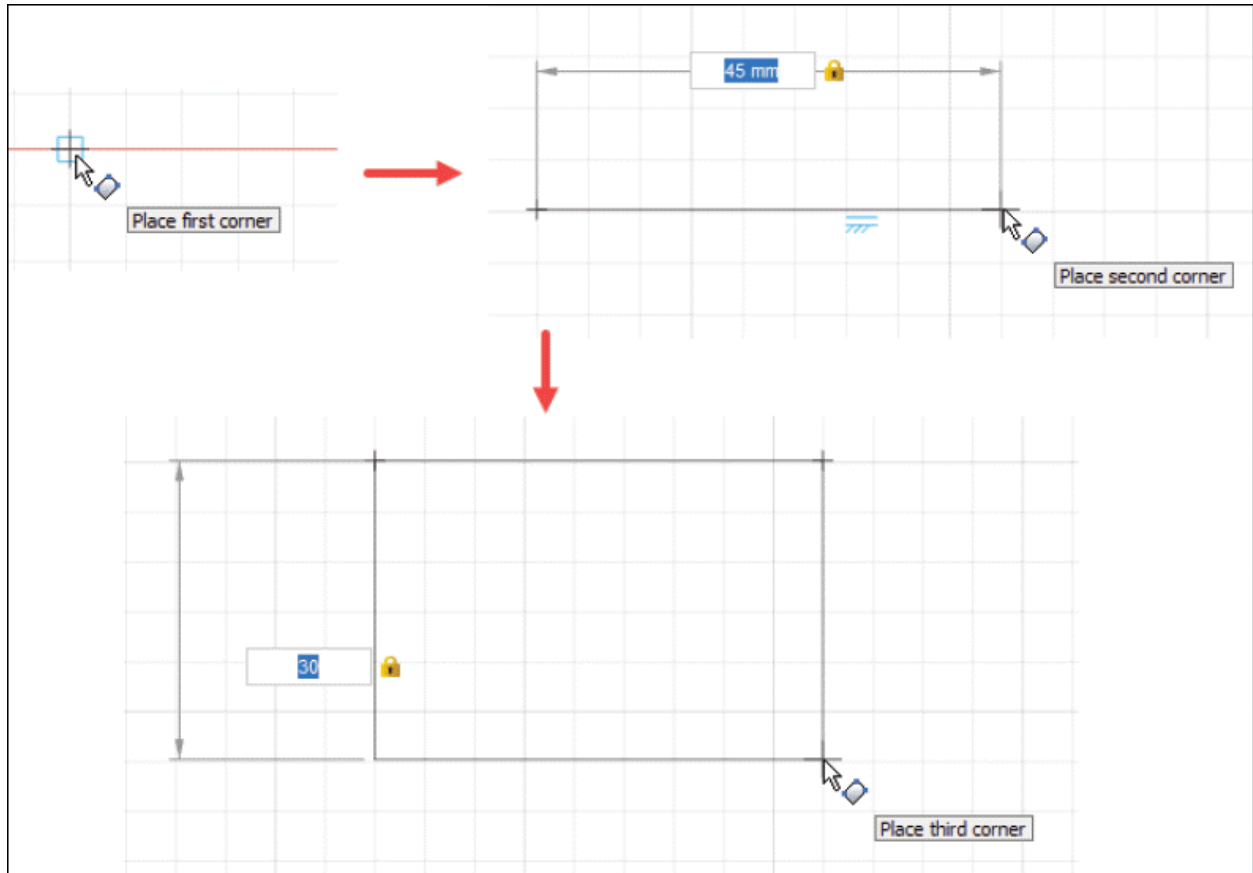 Place first corner
45 mm
Place second corner
30
Place third corner